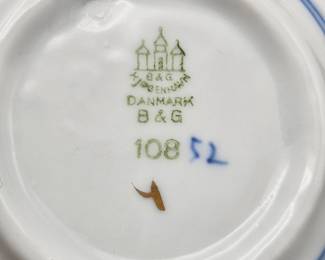 B&G
KJØBENHAVN
DANMARK
B & G
108 52